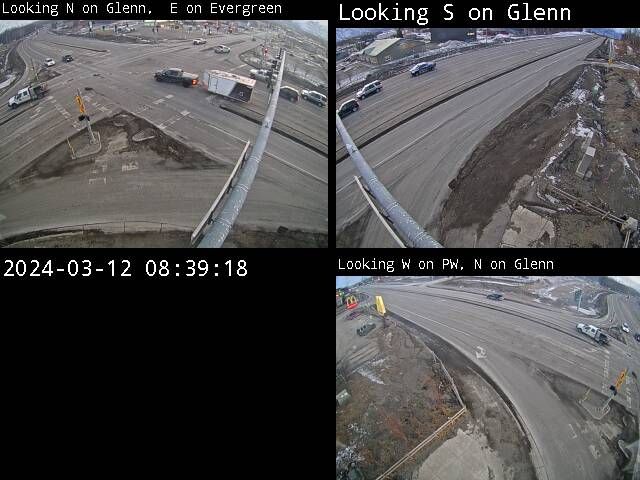 Looking N on Glenn,  E on Evergreen
Looking S on Glenn
2024-03-12 08:39:18
Looking W on PW, N on Glenn